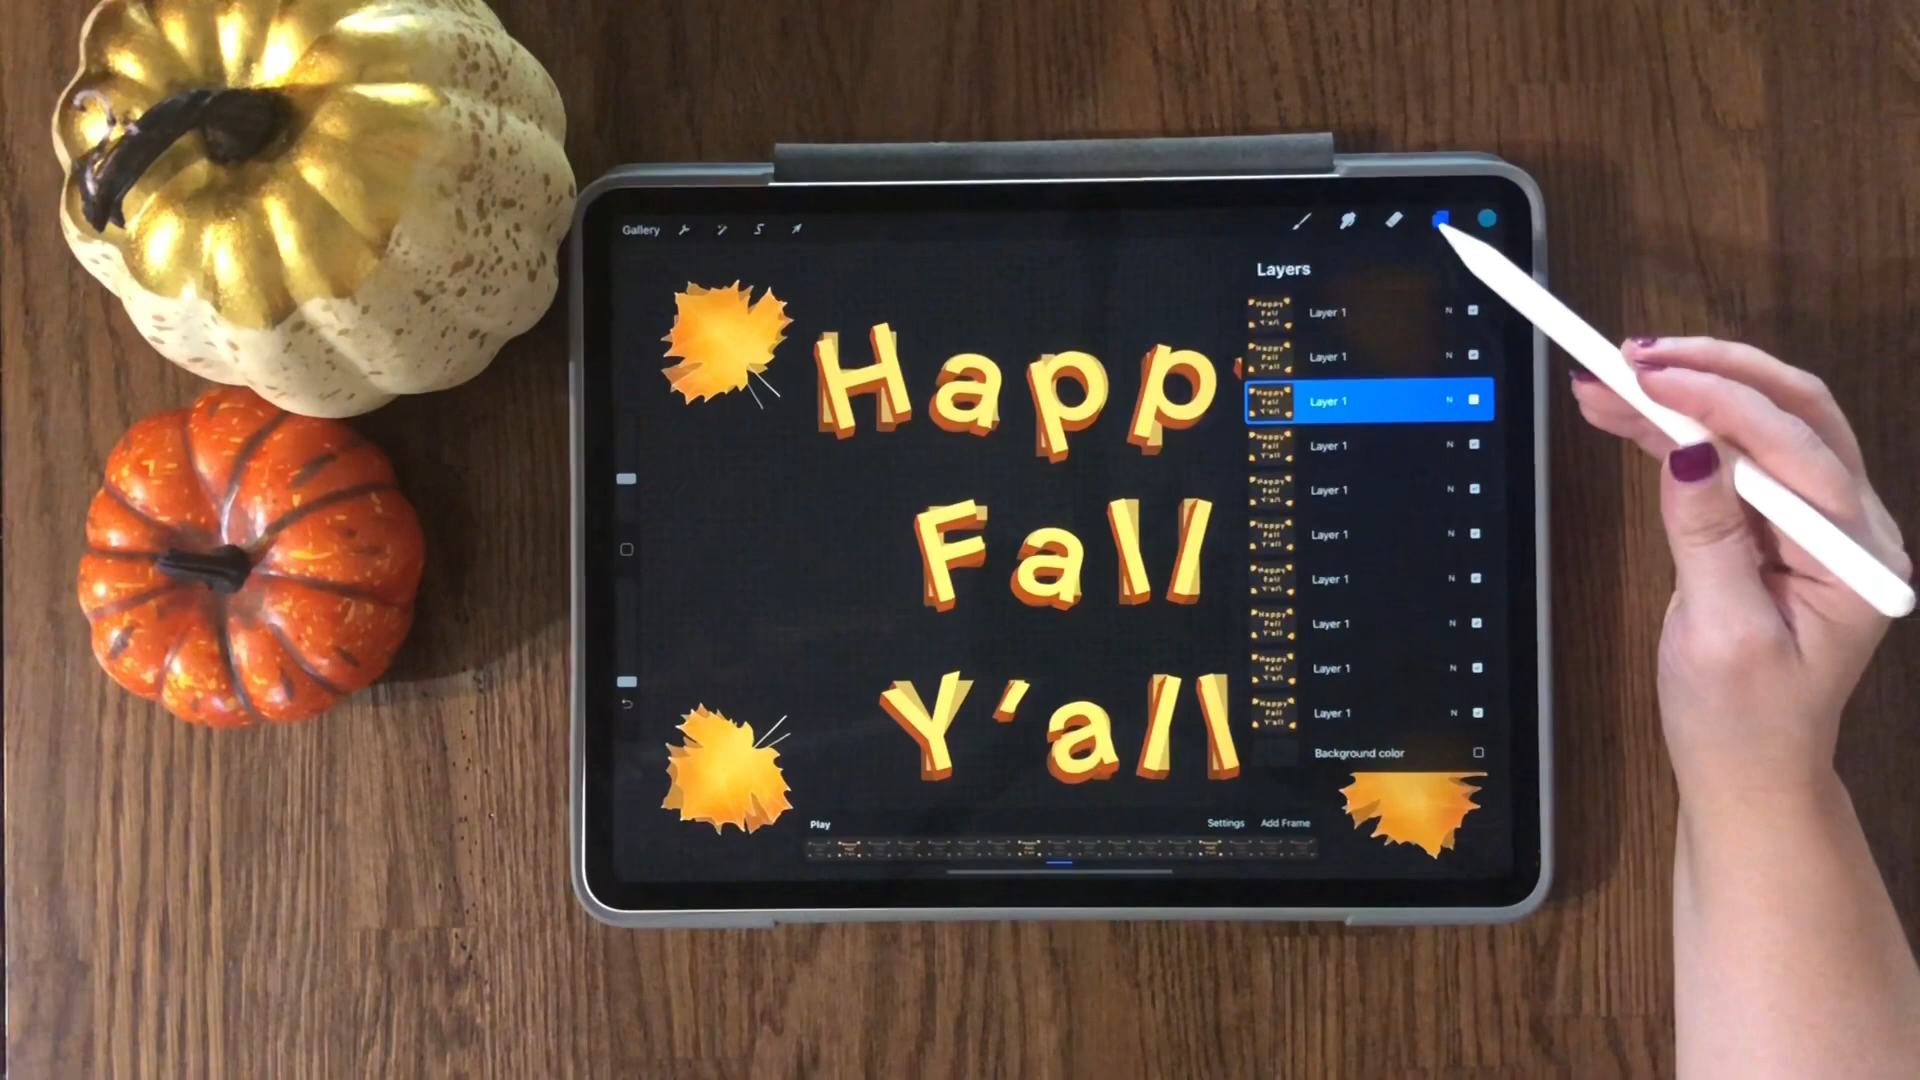 Gallery
Layers
Happ
Fall
Y'all
Layer 1 N
Layer 1 N
Layer 1 N
Layer 1 N
Layer 1 N
Layer 1 N
Layer 1 N
Layer 1 N
Layer 1 N
Layer 1 N
Background color
Play
Settings Add Frame